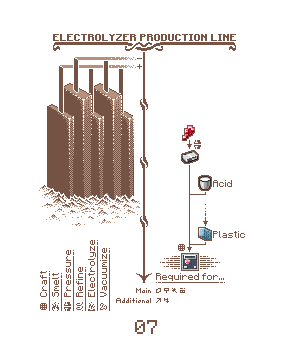 ELECTROLYZER PRODUCTION LINE
Acid
Plastic
Required for...
Main
Additional
Craft
Smelt
Pressure
Refine
Electrolyze
Vacuumize
07